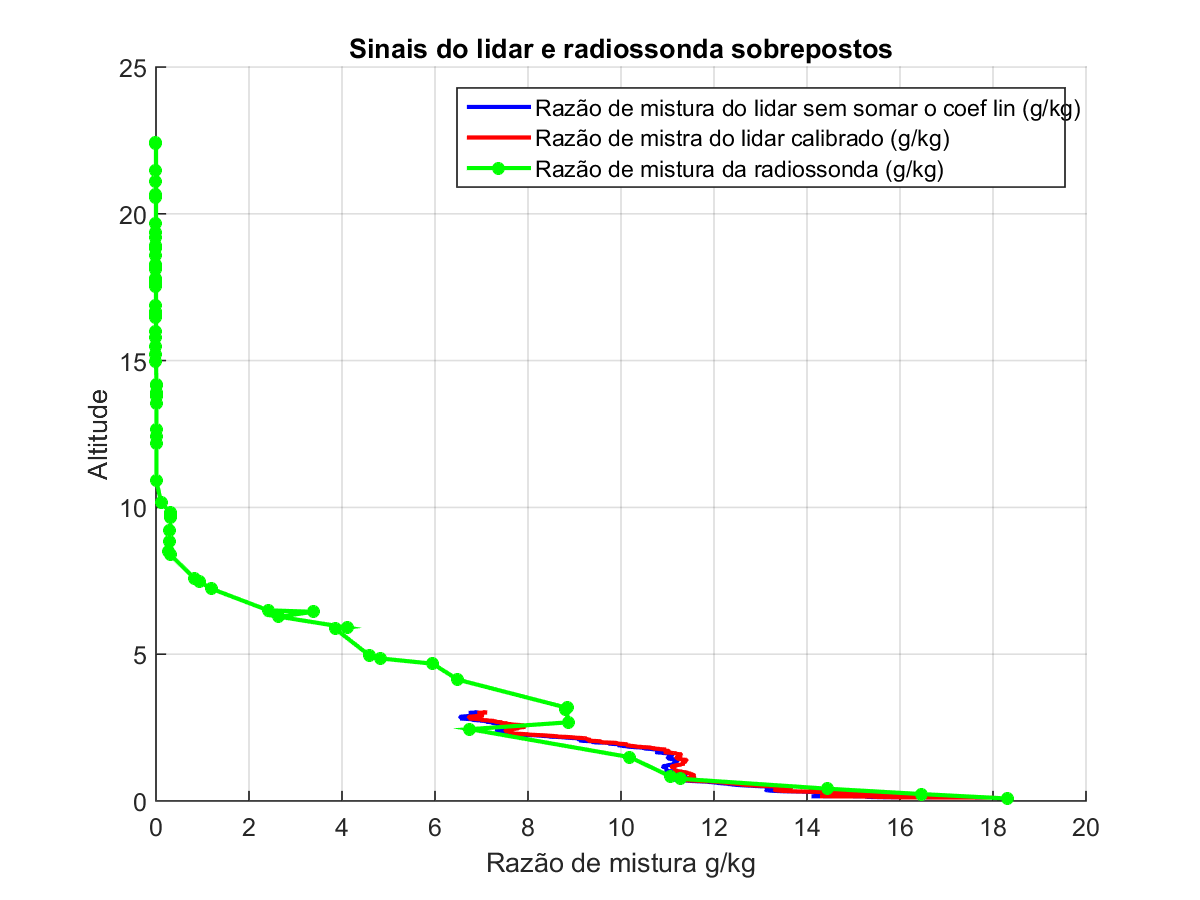 Sinais do lidar e radiossonda sobrepostos
25
Razão de mistura do lidar sem somar o coef lin (g/kg)
Razão de mistra do lidar calibrado (g/kg)
Razão de mistura da radiossonda (g/kg)
20
15
Altitude
10
5
0
0 2 4 6 8 10 12 14 16 18 20
Razão de mistura g/kg